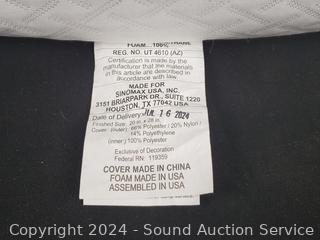 FOAM...100%
REG. NO. UT 4610 (AZ)
Certification is made by the
manufacturer that the materials
in this article are described in
accordance with law.
MADE FOR
SINOMAX USA, INC.
3151 BRIARPARK DR., SUITE 1220
HOUSTON, TX 77042 USA
Date of Delivery: JUL 16 2024
Finished Size: 20 in x 28 in
Cover: (outer) 66% Polyester / 20% Nylon /
14% Polyethylene
(inner) 100% Polyester
Exclusive of Decoration
Federal RN: 119359
COVER MADE IN CHINA
FOAM MADE IN USA
ASSEMBLED IN USA
Copyright 2024 - Sound Auction Service